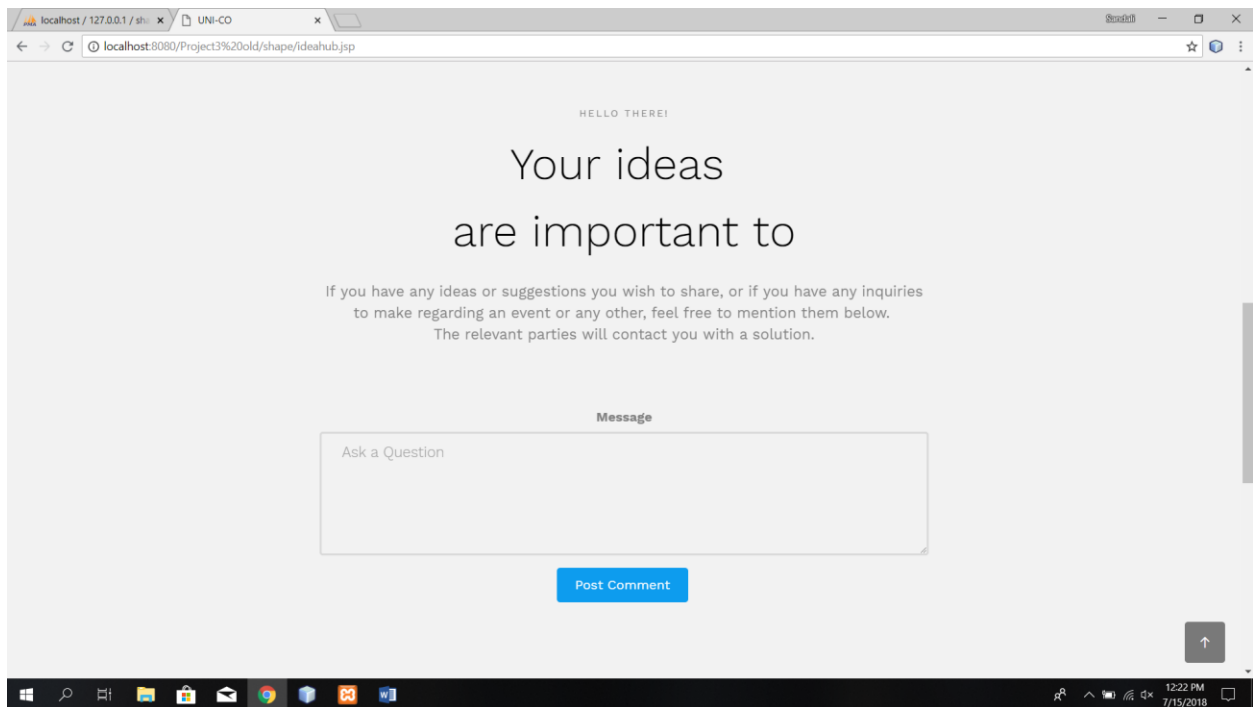 localhost / 127.0.0.1 / sh
UNI-CO
localhost:8080/Project3%20old/shape/ideahub.jsp
HELLO THERE!
Your ideas
are important to
If you have any ideas or suggestions you wish to share, or if you have any inquiries
to make regarding an event or any other, feel free to mention them below.
The relevant parties will contact you with a solution.
Message
Ask a Question
Post Comment
12:22 PM
7/15/2018